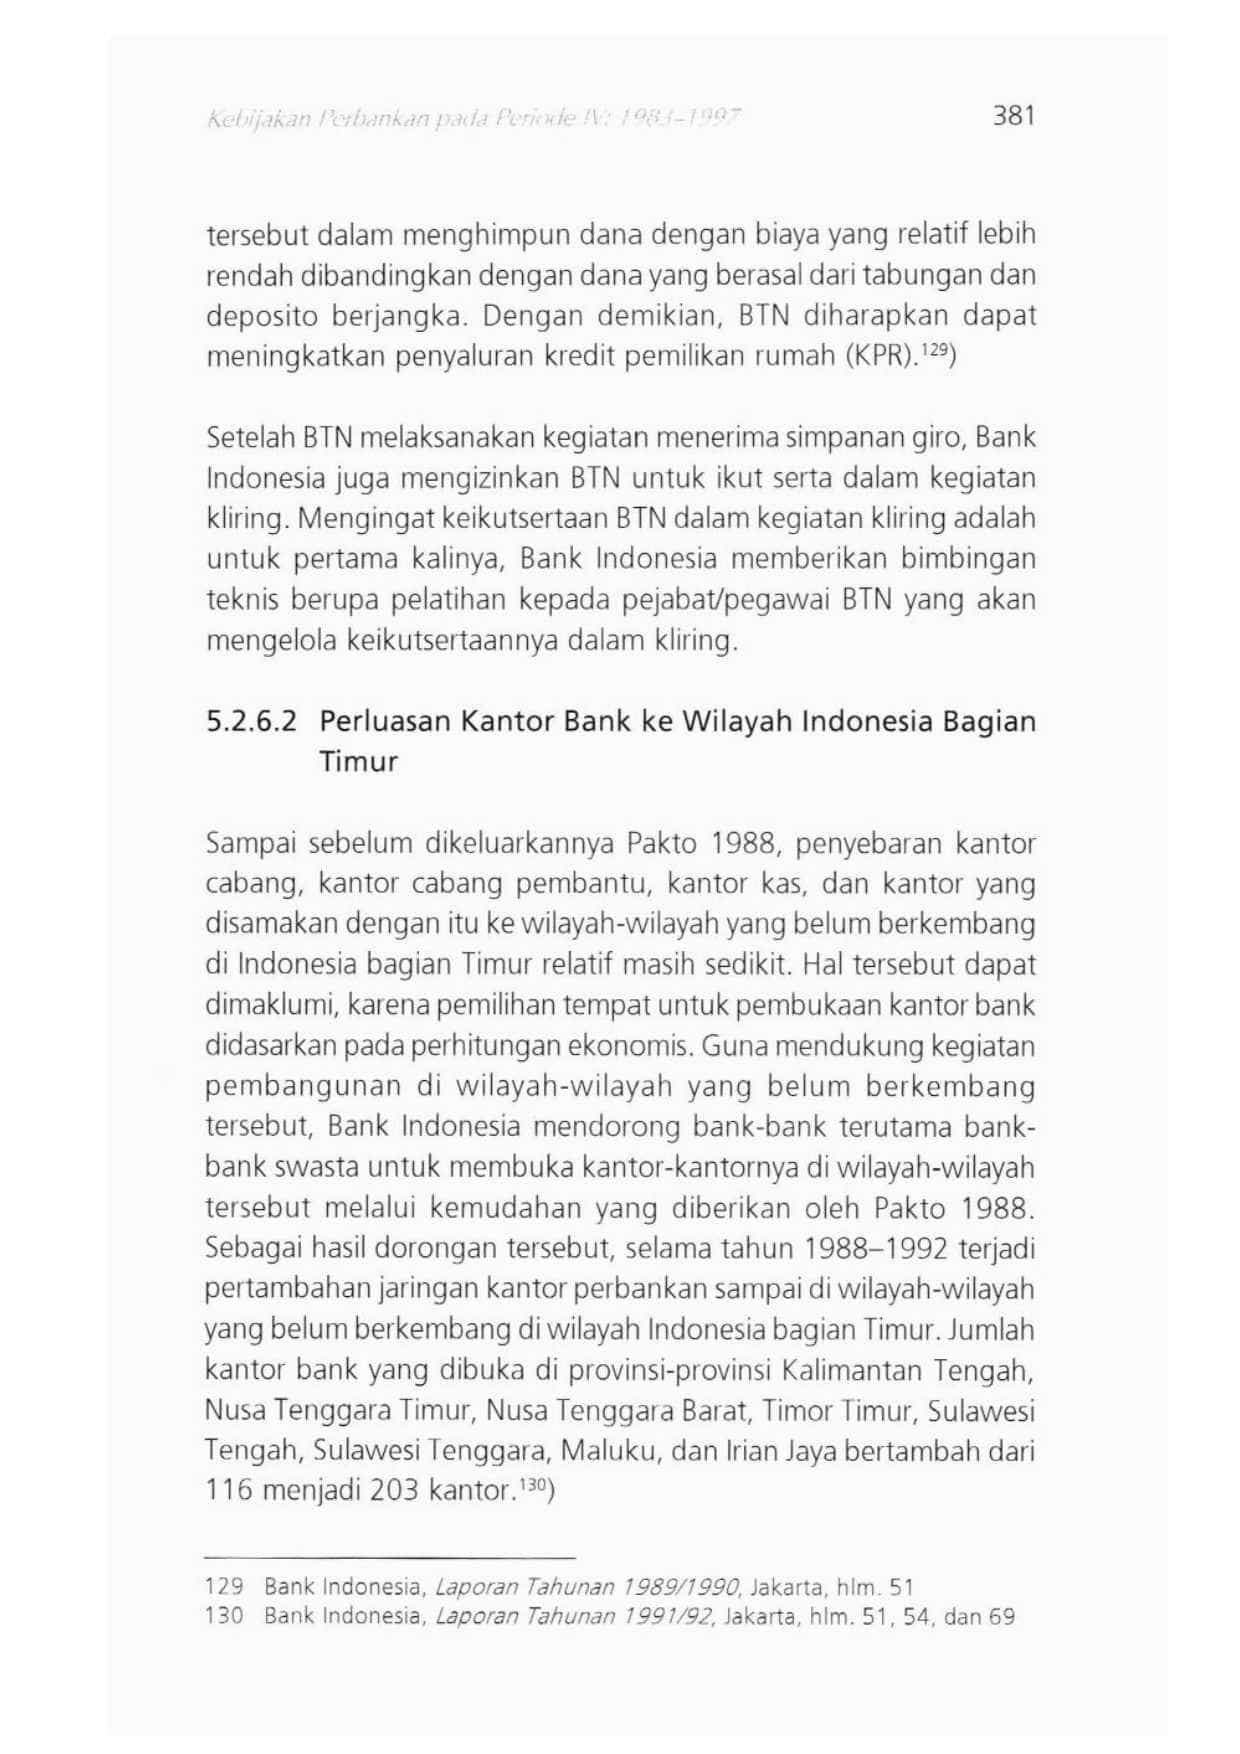 Kebijakan Perbankan pada Periode IV: 1983–1997 381
tersebut dalam menghimpun dana dengan biaya yang relatif lebih
rendah dibandingkan dengan dana yang berasal dari tabungan dan
deposito berjangka. Dengan demikian, BTN diharapkan dapat
meningkatkan penyaluran kredit pemilikan rumah (KPR).¹²⁹)
Setelah BTN melaksanakan kegiatan menerima simpanan giro, Bank
Indonesia juga mengizinkan BTN untuk ikut serta dalam kegiatan
kliring. Mengingat keikutsertaan BTN dalam kegiatan kliring adalah
untuk pertama kalinya, Bank Indonesia memberikan bimbingan
teknis berupa pelatihan kepada pejabat/pegawai BTN yang akan
mengelola keikutsertaannya dalam kliring.
5.2.6.2 Perluasan Kantor Bank ke Wilayah Indonesia Bagian
Timur
Sampai sebelum dikeluarkannya Pakto 1988, penyebaran kantor
cabang, kantor cabang pembantu, kantor kas, dan kantor yang
disamakan dengan itu ke wilayah-wilayah yang belum berkembang
di Indonesia bagian Timur relatif masih sedikit. Hal tersebut dapat
dimaklumi, karena pemilihan tempat untuk pembukaan kantor bank
didasarkan pada perhitungan ekonomis. Guna mendukung kegiatan
pembangunan di wilayah-wilayah yang belum berkembang
tersebut, Bank Indonesia mendorong bank-bank terutama bank-
bank swasta untuk membuka kantor-kantornya di wilayah-wilayah
tersebut melalui kemudahan yang diberikan oleh Pakto 1988.
Sebagai hasil dorongan tersebut, selama tahun 1988–1992 terjadi
pertambahan jaringan kantor perbankan sampai di wilayah-wilayah
yang belum berkembang di wilayah Indonesia bagian Timur. Jumlah
kantor bank yang dibuka di provinsi-provinsi Kalimantan Tengah,
Nusa Tenggara Timur, Nusa Tenggara Barat, Timor Timur, Sulawesi
Tengah, Sulawesi Tenggara, Maluku, dan Irian Jaya bertambah dari
116 menjadi 203 kantor.¹³⁰)
129 Bank Indonesia, Laporan Tahunan 1989/1990, Jakarta, hlm. 51
130 Bank Indonesia, Laporan Tahunan 1991/92, Jakarta, hlm. 51, 54, dan 69